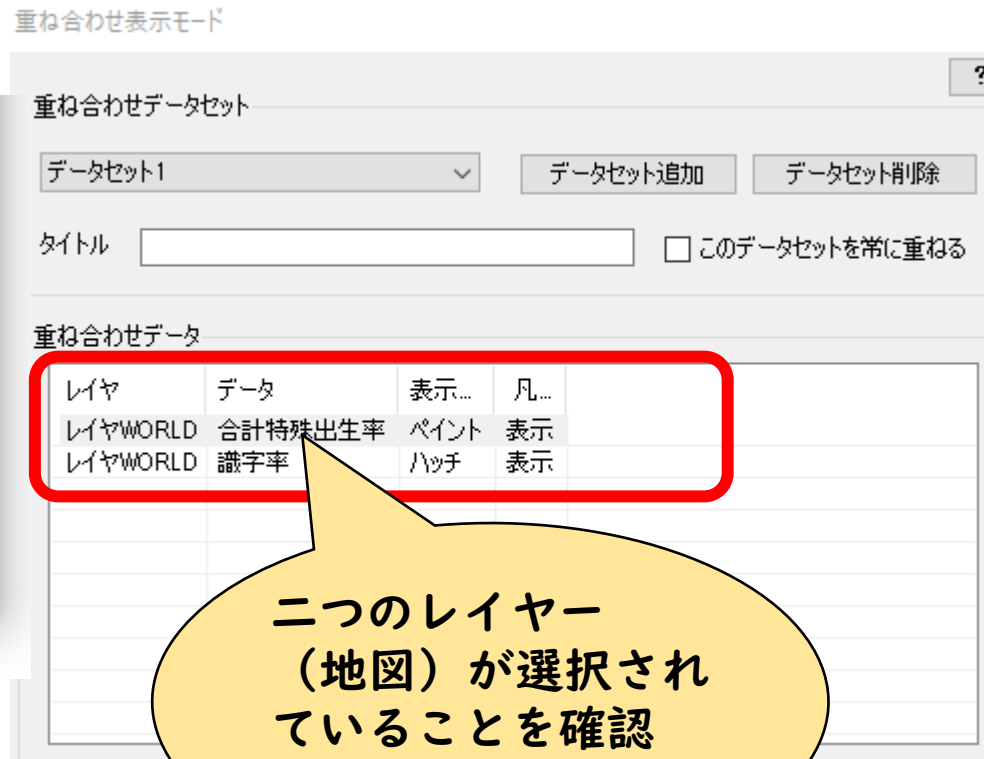 重ね合わせ表示モード
?
重ね合わせデータセット
データセット1 データセット追加 データセット削除
タイトル このデータセットを常に重ねる
重ね合わせデータ
レイヤ データ 表示... 凡...
レイヤWORLD 合計特殊出生率 ペイント 表示
レイヤWORLD 識字率 ハッチ 表示
二つのレイヤー
（地図）が選択され
ていることを確認